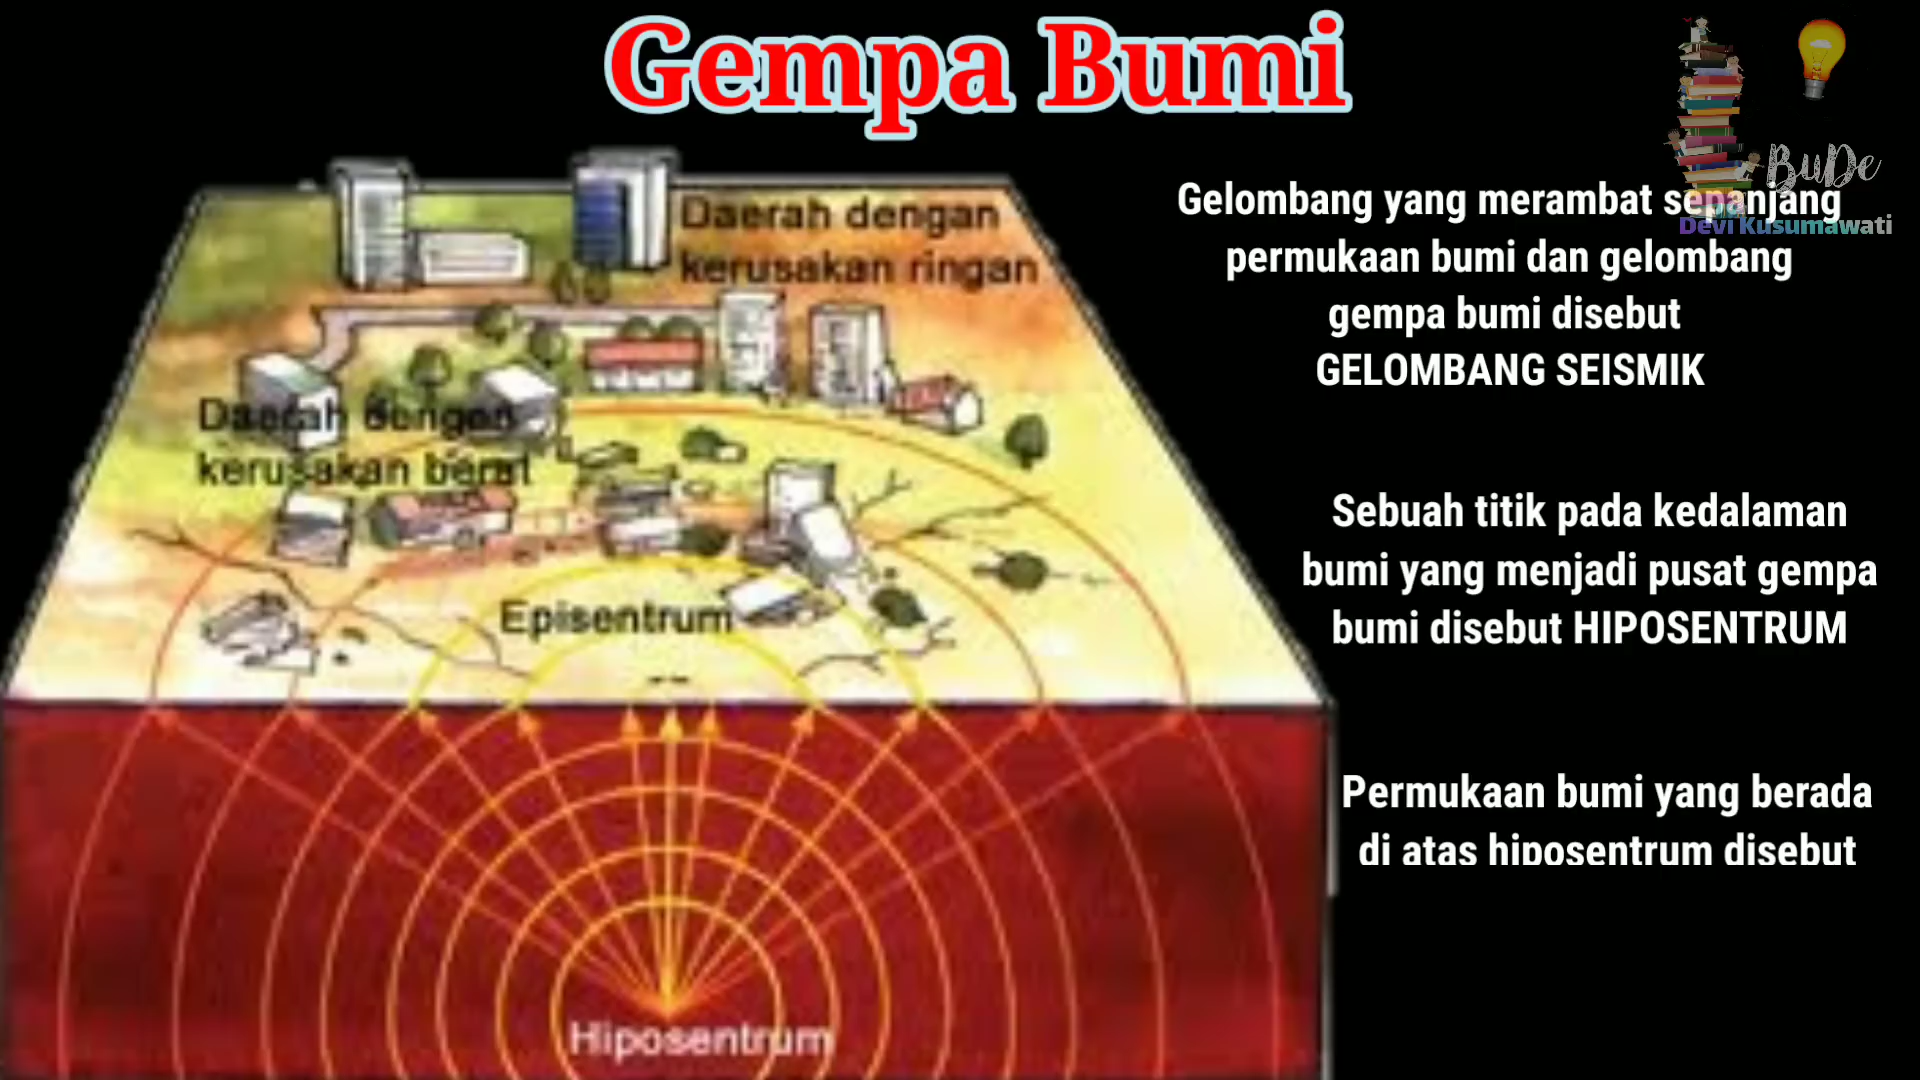 Gempa Bumi
BuDe
Devi Kusumawati
Gelombang yang merambat sepanjang
permukaan bumi dan gelombang
gempa bumi disebut
GELOMBANG SEISMIK
Sebuah titik pada kedalaman
bumi yang menjadi pusat gempa
bumi disebut HIPOSENTRUM
Permukaan bumi yang berada
di atas hiposentrum disebut
Daerah dengan
kerusakan ringan
Daerah dengan
kerusakan berat
Episentrum
Hiposentrum